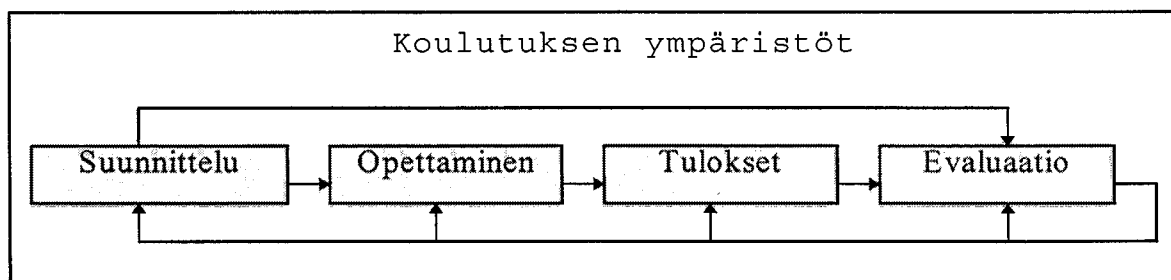 Koulutuksen ympäristöt
Suunnittelu
Opettaminen
Tulokset
Evaluaatio